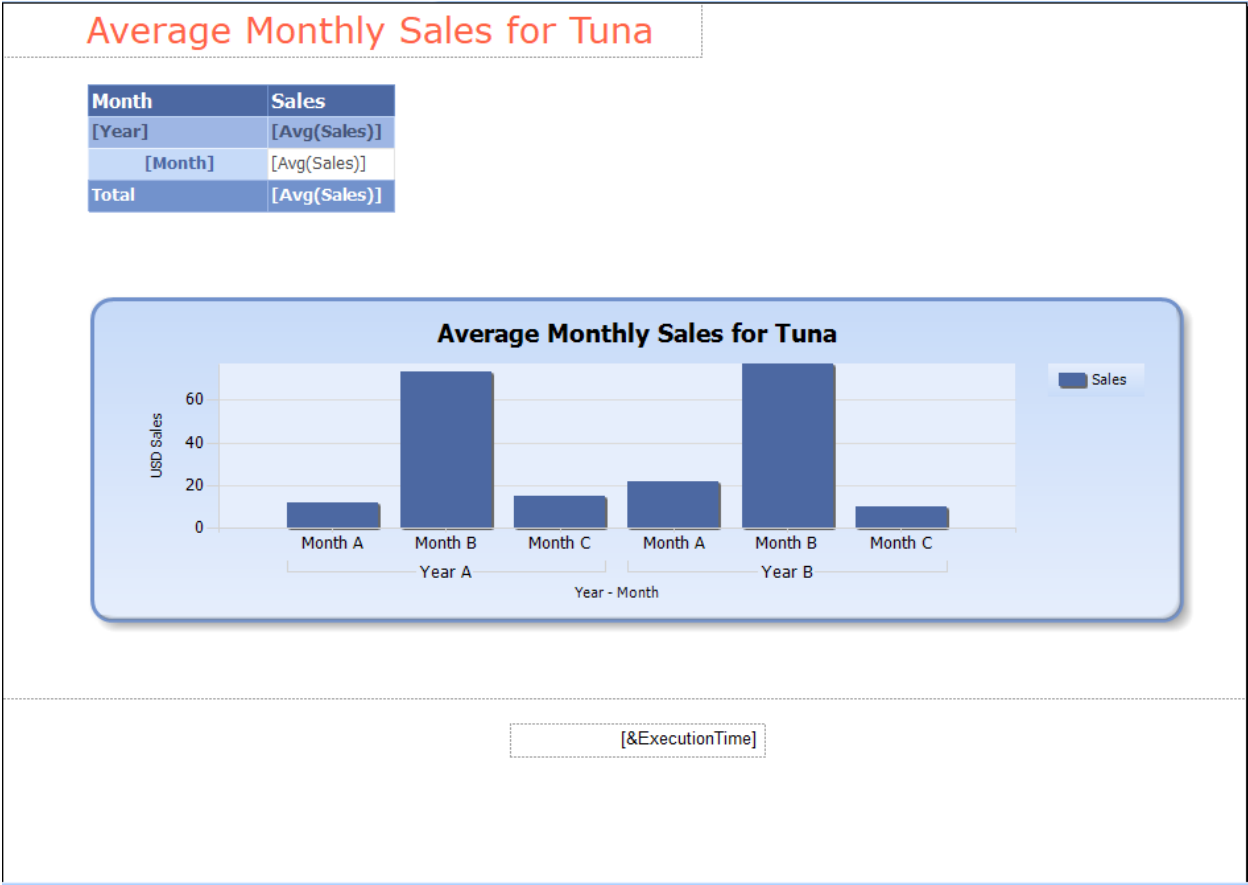 Average Monthly Sales for Tuna
Month Sales
[Year] [Avg(Sales)]
[Month] [Avg(Sales)]
Total [Avg(Sales)]
Average Monthly Sales for Tuna
Sales
USD Sales
60
40
20
0
Month A Month B Month C Month A Month B Month C
Year A Year B
Year - Month
[&ExecutionTime]